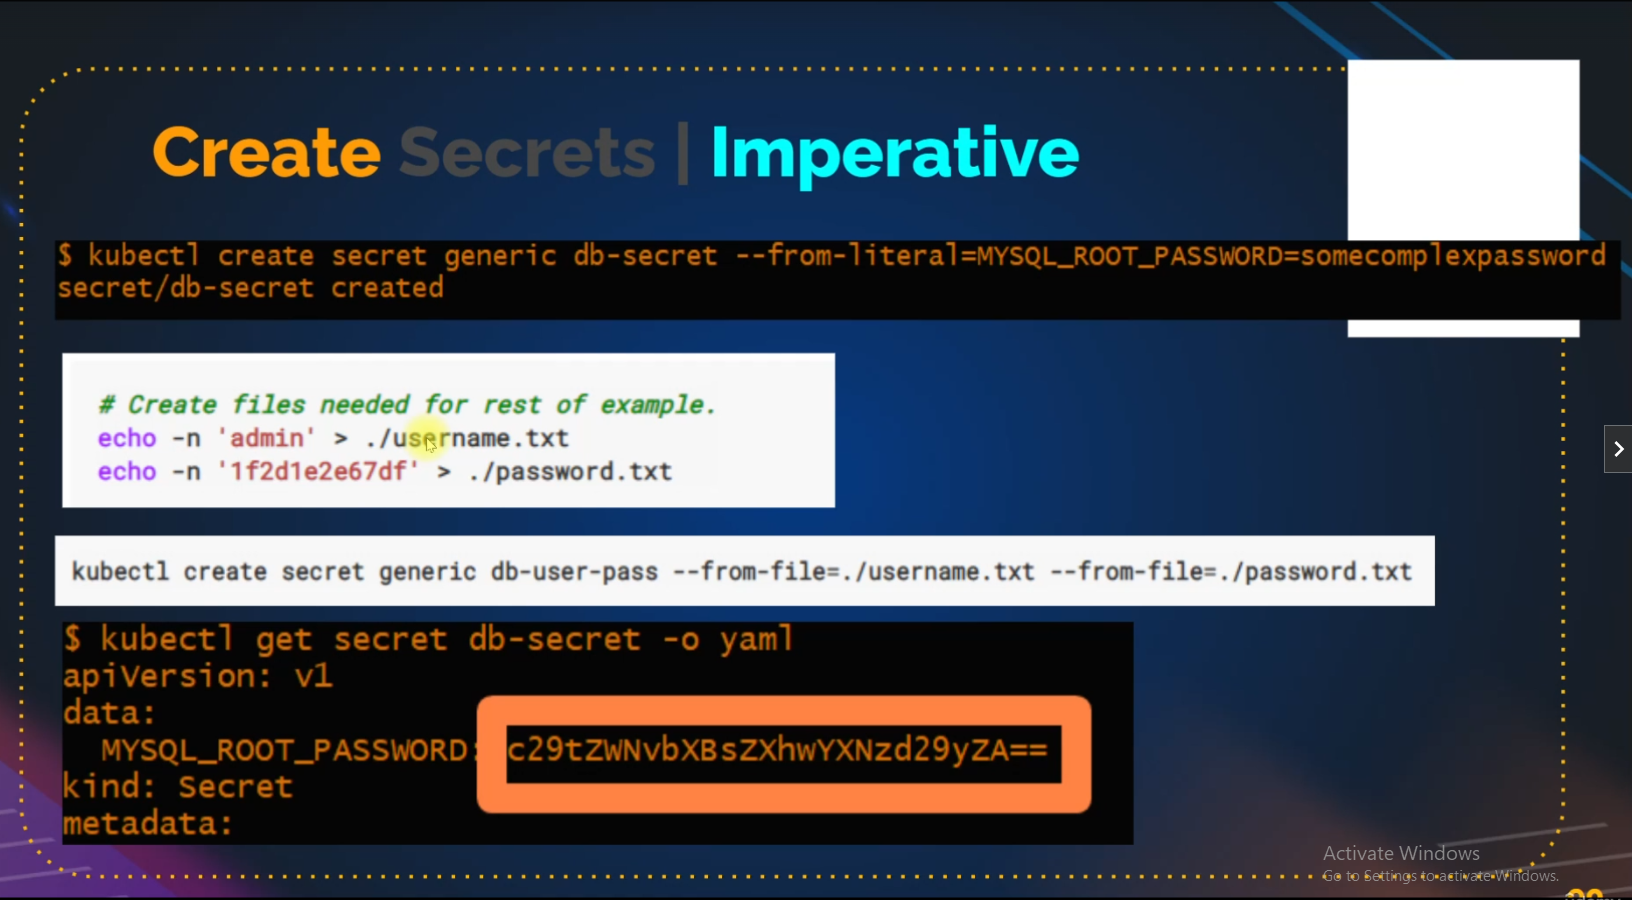 Create Secrets | Imperative
$ kubectl create secret generic db-secret --from-literal=MYSQL_ROOT_PASSWORD=somecomplexpassword
secret/db-secret created
# Create files needed for rest of example.
echo -n 'admin' > ./username.txt
echo -n '1f2d1e2e67df' > ./password.txt
kubectl create secret generic db-user-pass --from-file=./username.txt --from-file=./password.txt
$ kubectl get secret db-secret -o yaml
apiVersion: v1
data:
  MYSQL_ROOT_PASSWORD: c29tZWNvbXBsZXhwYXNzd29yZA==
kind: Secret
metadata:
Activate Windows
Go to Settings to activate Windows.